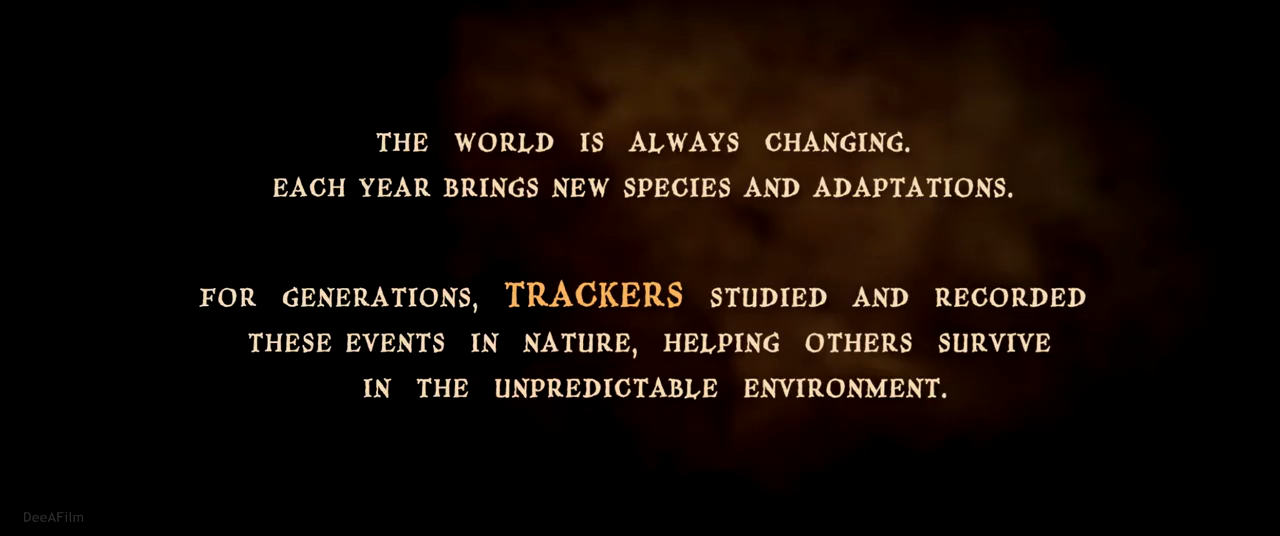 THE WORLD IS ALWAYS CHANGING.
EACH YEAR BRINGS NEW SPECIES AND ADAPTATIONS.
FOR GENERATIONS, TRACKERS STUDIED AND RECORDED
THESE EVENTS IN NATURE, HELPING OTHERS SURVIVE
IN THE UNPREDICTABLE ENVIRONMENT.
DeeAFilm